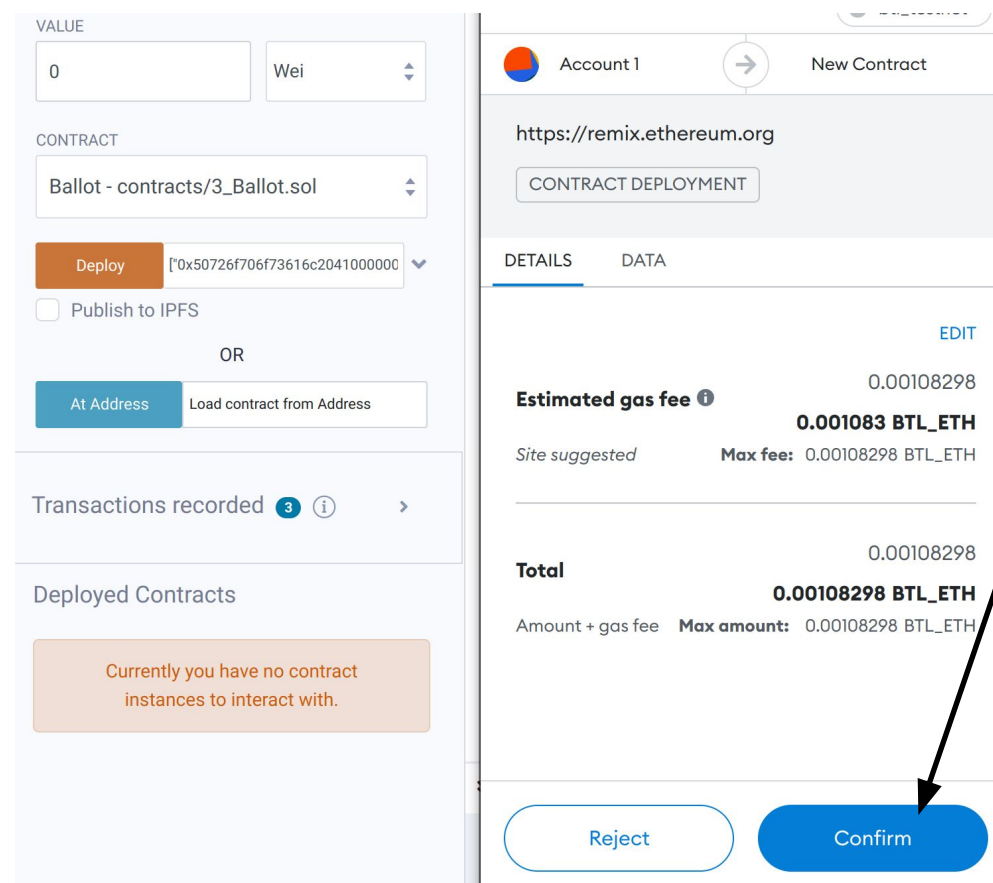 VALUE
0
Wei
CONTRACT
Ballot - contracts/3_Ballot.sol
Deploy
["0x50726f706f73616c2041000000
Publish to IPFS
OR
At Address
Load contract from Address
Transactions recorded 3 i
Deployed Contracts
Currently you have no contract
instances to interact with.
Account 1
New Contract
https://remix.ethereum.org
CONTRACT DEPLOYMENT
DETAILS DATA
EDIT
0.00108298
Estimated gas fee i
0.001083 BTL_ETH
Site suggested Max fee: 0.00108298 BTL_ETH
0.00108298
Total
0.00108298 BTL_ETH
Amount + gas fee Max amount: 0.00108298 BTL_ETH
Reject
Confirm